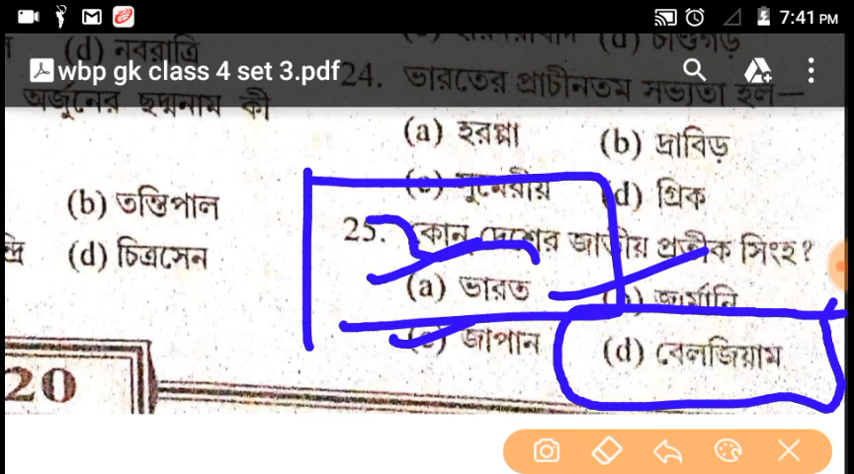 7:41 PM
(d) নবরাত্রি
wbp gk class 4 set 3.pdf
24. ভারতের প্রাচীনতম সভ্যতা হল—
অর্জুনের ছদ্মনাম কী
(a) হরপ্পা
(b) দ্রাবিড়
(c) সুমেরীয়
(d) গ্রিক
(b) তন্তিপাল
25. কোন্ দেশের জাতীয় প্রতীক সিংহ?
(d) চিত্রসেন
(a) ভারত
(b) জার্মানি
(c) জাপান
(d) বেলজিয়াম
20